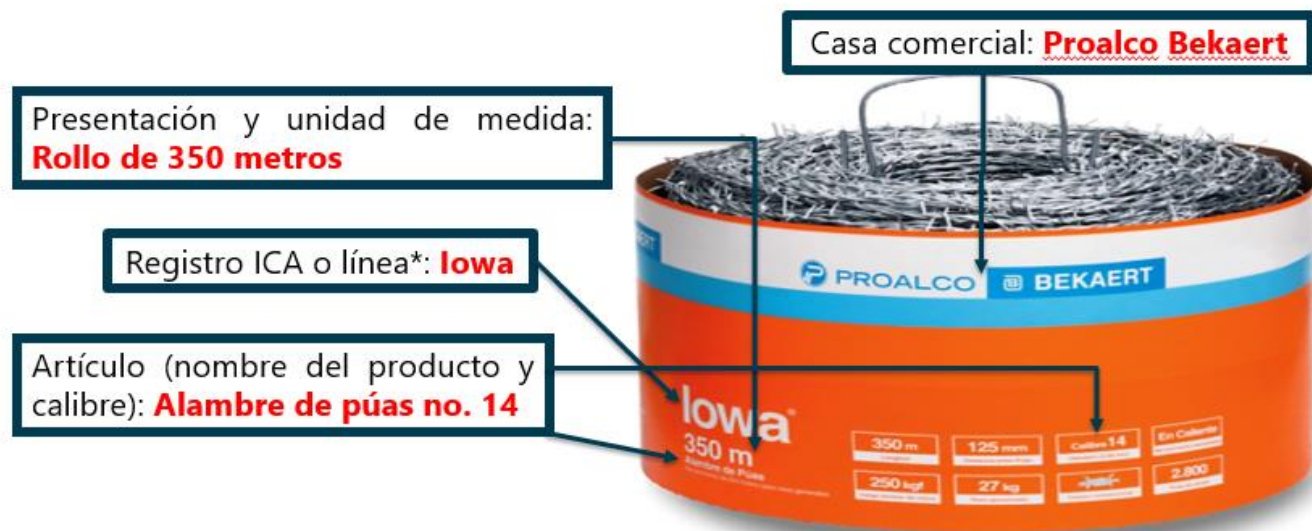 Casa comercial: Proalco Bekaert
Presentación y unidad de medida:
Rollo de 350 metros
Registro ICA o línea*: Iowa
Artículo (nombre del producto y
calibre): Alambre de púas no. 14
PROALCO BEKAERT
Iowa
350 m
Alambre de Púas
350 m
125 mm
Calibre 14
En Caliente
250 kgf
27 kg
2.800